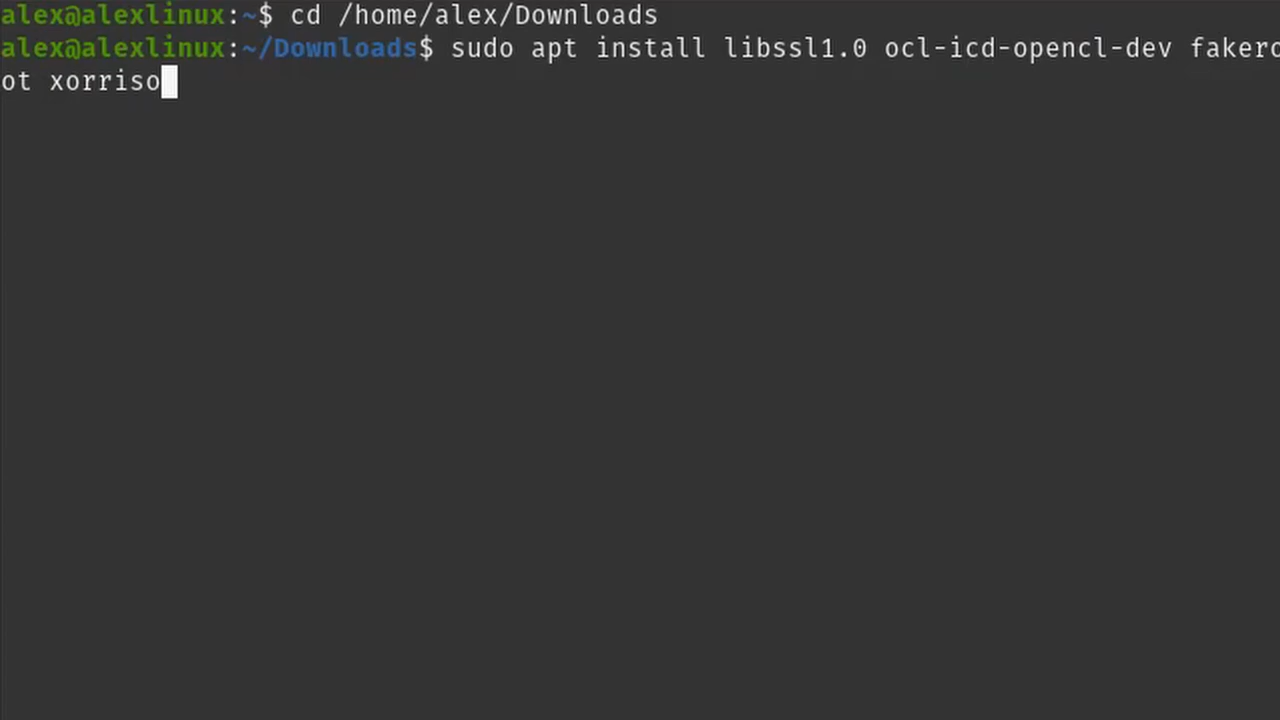 alex@alexlinux:~$ cd /home/alex/Downloads
alex@alexlinux:~/Downloads$ sudo apt install libssl1.0 ocl-icd-opencl-dev fakero
ot xorriso